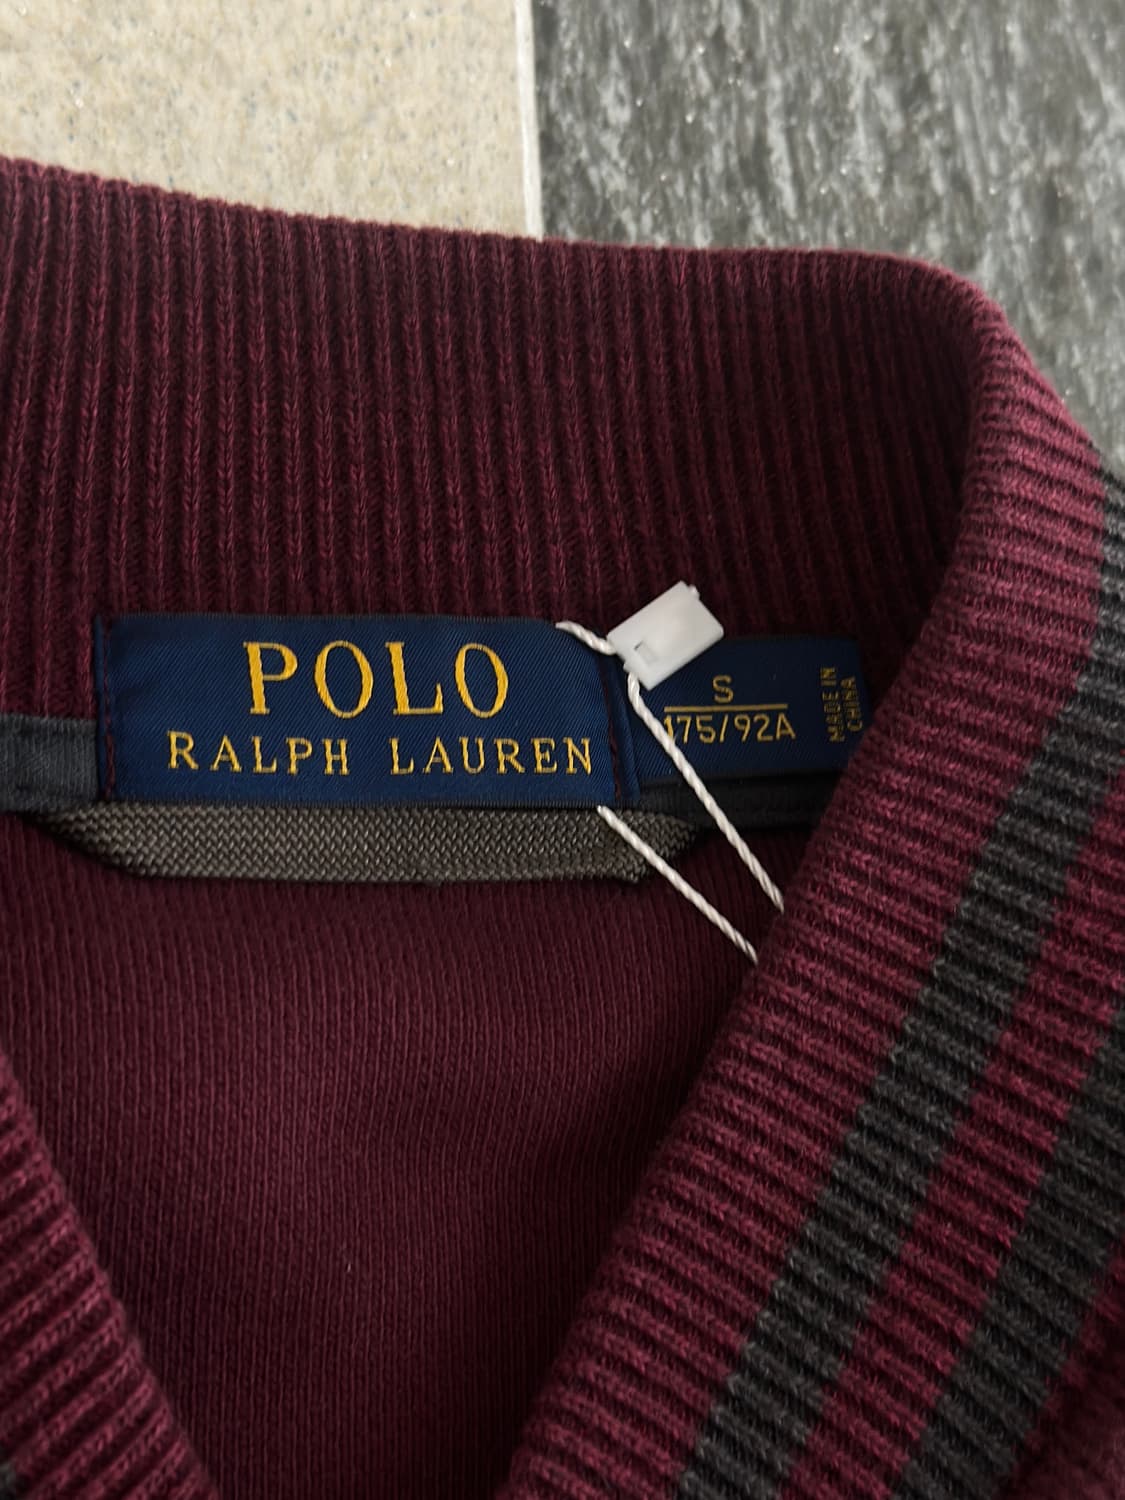 POLO
RALPH LAUREN
S
175/92A
MADE IN
CHINA